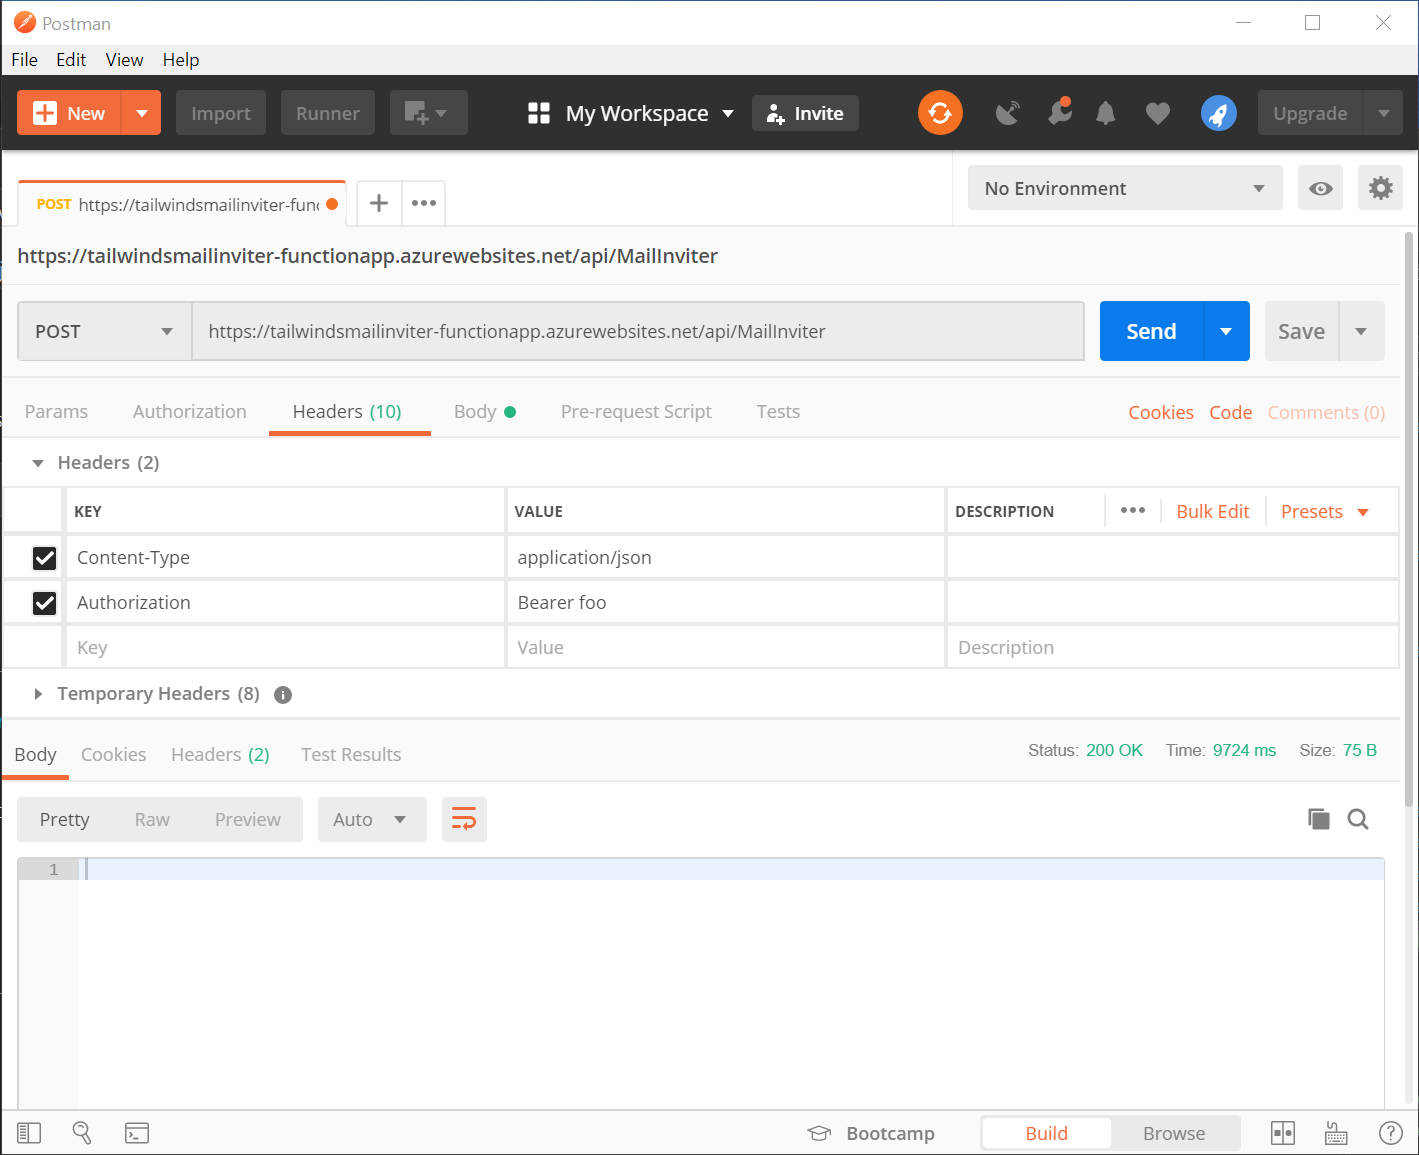 Postman
File Edit View Help
New Import Runner My Workspace Invite Upgrade
POST https://tailwindsmailinviter-func
No Environment
https://tailwindsmailinviter-functionapp.azurewebsites.net/api/MailInviter
POST https://tailwindsmailinviter-functionapp.azurewebsites.net/api/MailInviter Send Save
Params Authorization Headers (10) Body Pre-request Script Tests Cookies Code Comments (0)
Headers (2)
KEY VALUE DESCRIPTION Bulk Edit Presets
Content-Type application/json
Authorization Bearer foo
Key Value Description
Temporary Headers (8)
Body Cookies Headers (2) Test Results Status: 200 OK Time: 9724 ms Size: 75 B
Pretty Raw Preview Auto
1
Bootcamp Build Browse